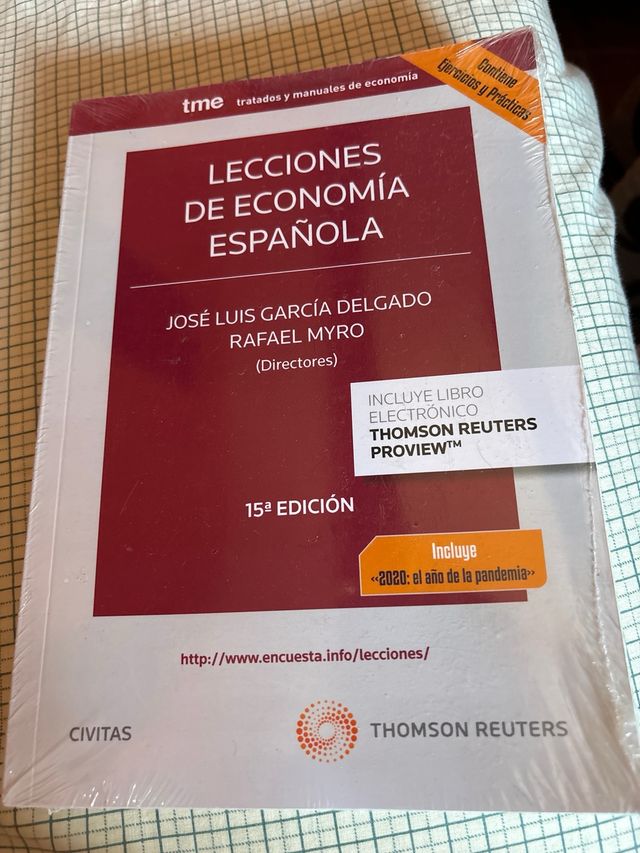 tme tratados y manuales de economía
Contiene
Ejercicios y Prácticas
LECCIONES
DE ECONOMÍA
ESPAÑOLA
JOSÉ LUIS GARCÍA DELGADO
RAFAEL MYRO
(Directores)
INCLUYE LIBRO
ELECTRÓNICO
THOMSON REUTERS
PROVIEW™
15ª EDICIÓN
Incluye
«2020: el año de la pandemia»
http://www.encuesta.info/lecciones/
CIVITAS
THOMSON REUTERS